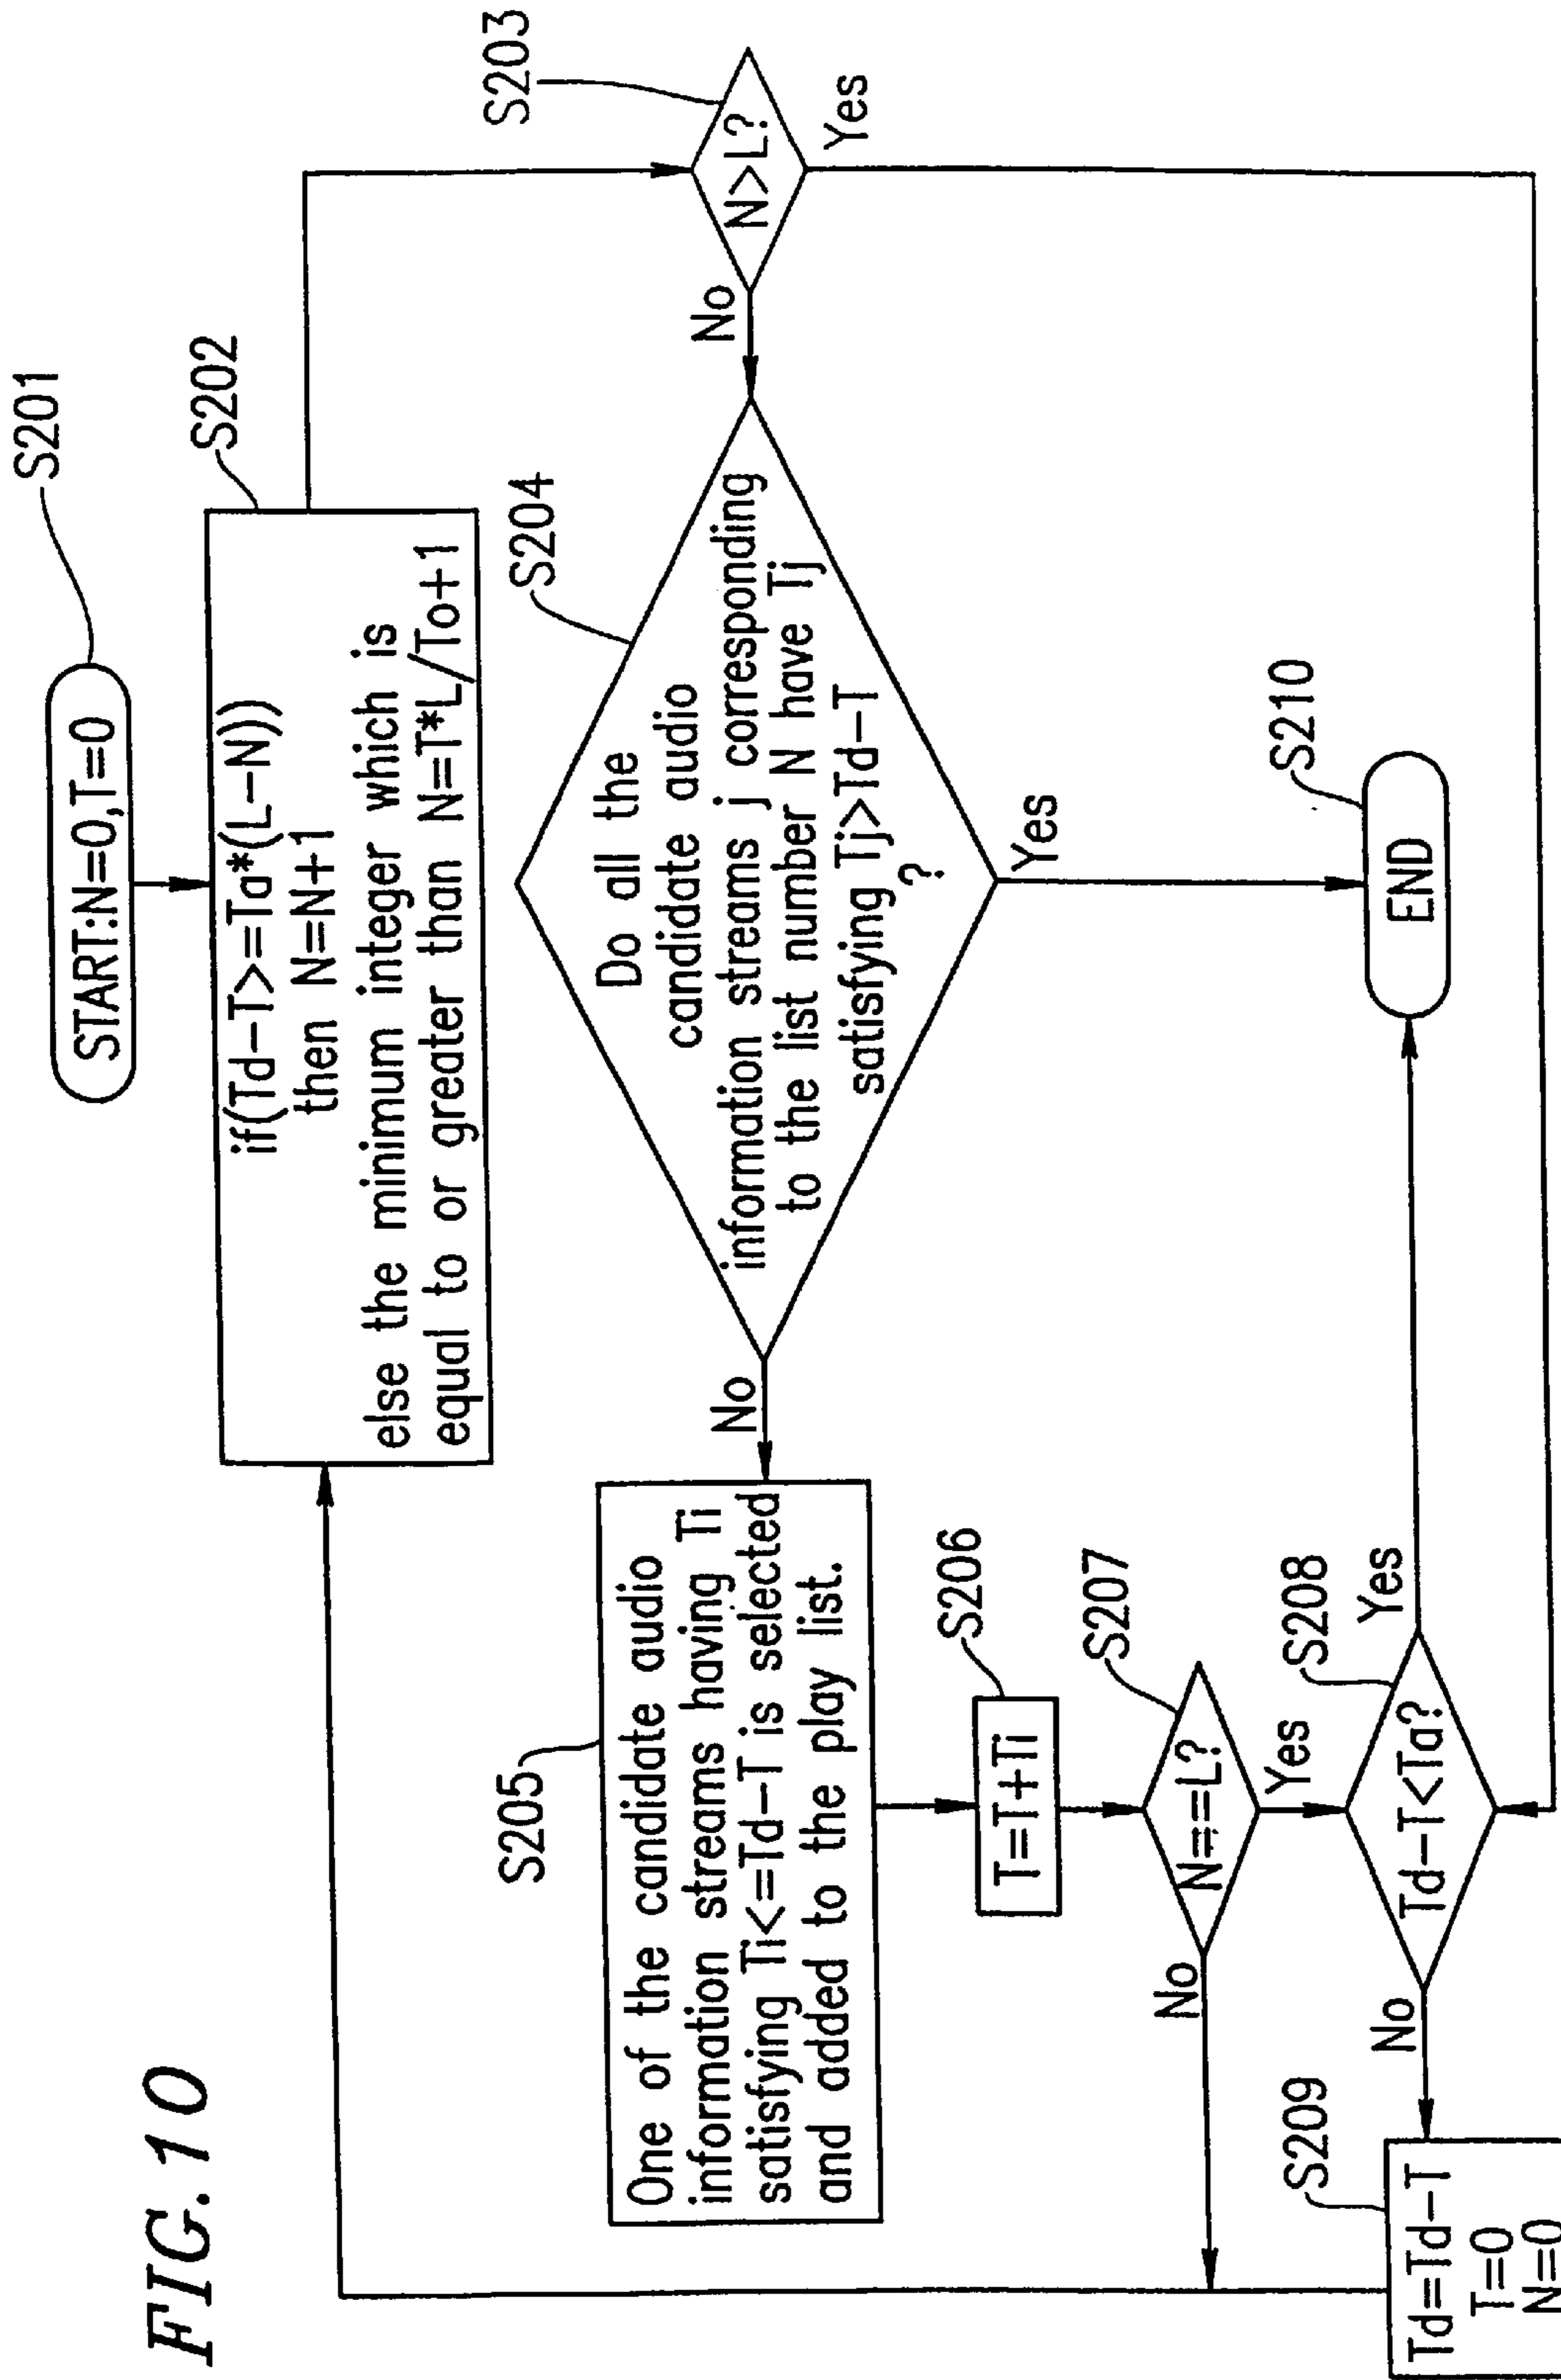 FIG.10
START:N=0,T=0
S201
if(Td-T>=Ta*(L-N))
then N=N+1
else the minimum integer which is
equal to or greater than N=T*L/To+1
S202
N>L?
S203
No
Yes
Do all the
candidate audio
information streams j corresponding
to the list number N have Tj
satisfying Tj>Td-T
?
S204
No
Yes
One of the candidate audio
information streams having Ti
satisfying Ti<=Td-T is selected
and added to the play list.
S205
T=T+Ti
S206
N==L?
S207
No
Yes
Td-T<Ta?
S208
No
Yes
Td=Td-T
T=0
N=0
S209
END
S210